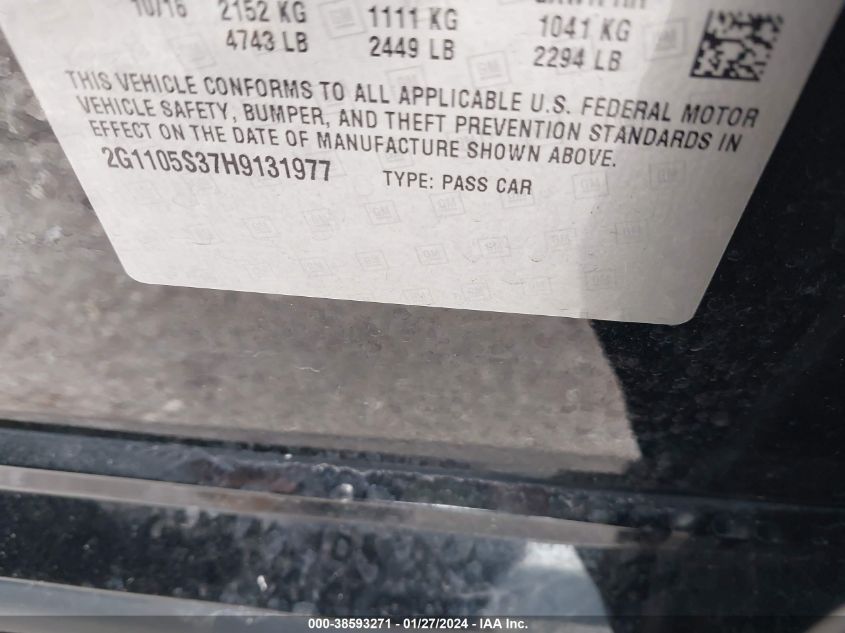 10/16 2152 KG 1111 KG 1041 KG
4743 LB 2449 LB 2294 LB
THIS VEHICLE CONFORMS TO ALL APPLICABLE U.S. FEDERAL MOTOR
VEHICLE SAFETY, BUMPER, AND THEFT PREVENTION STANDARDS IN
EFFECT ON THE DATE OF MANUFACTURE SHOWN ABOVE.
2G1105S37H9131977 TYPE: PASS CAR
000-38593271 - 01/27/2024 - IAA Inc.